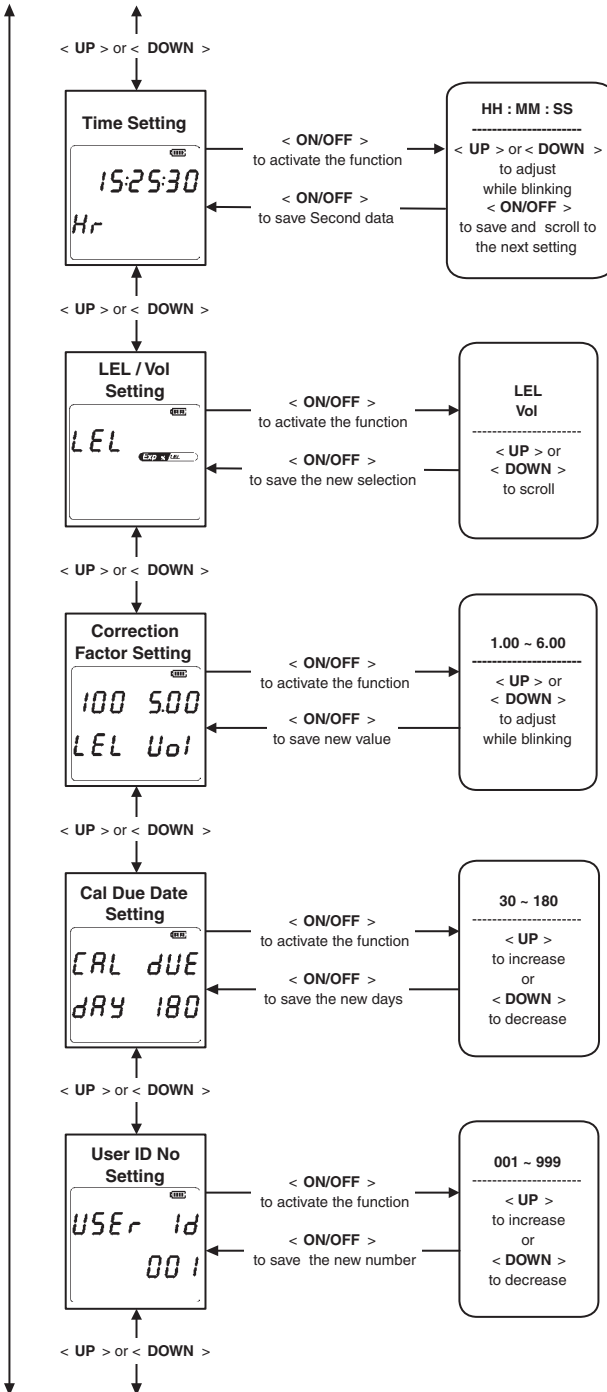 < UP > or < DOWN >
Time Setting
15:25:30
Hr
< ON/OFF >
to activate the function
< ON/OFF >
to save Second data
HH : MM : SS
-----------------------
< UP > or < DOWN >
to adjust
while blinking
< ON/OFF >
to save and scroll to
the next setting
< UP > or < DOWN >
LEL / Vol
Setting
LEL
Exp % LEL
< ON/OFF >
to activate the function
< ON/OFF >
to save the new selection
LEL
Vol
-----------------------
< UP > or
< DOWN >
to scroll
< UP > or < DOWN >
Correction
Factor Setting
100 5.00
LEL Vol
< ON/OFF >
to activate the function
< ON/OFF >
to save new value
1.00 ~ 6.00
-----------------------
< UP > or
< DOWN >
to adjust
while blinking
< UP > or < DOWN >
Cal Due Date
Setting
CAL dUE
dAY 180
< ON/OFF >
to activate the function
< ON/OFF >
to save the new days
30 ~ 180
-----------------------
< UP >
to increase
or
< DOWN >
to decrease
< UP > or < DOWN >
User ID No
Setting
USEr Id
001
< ON/OFF >
to activate the function
< ON/OFF >
to save the new number
001 ~ 999
-----------------------
< UP >
to increase
or
< DOWN >
to decrease
< UP > or < DOWN >